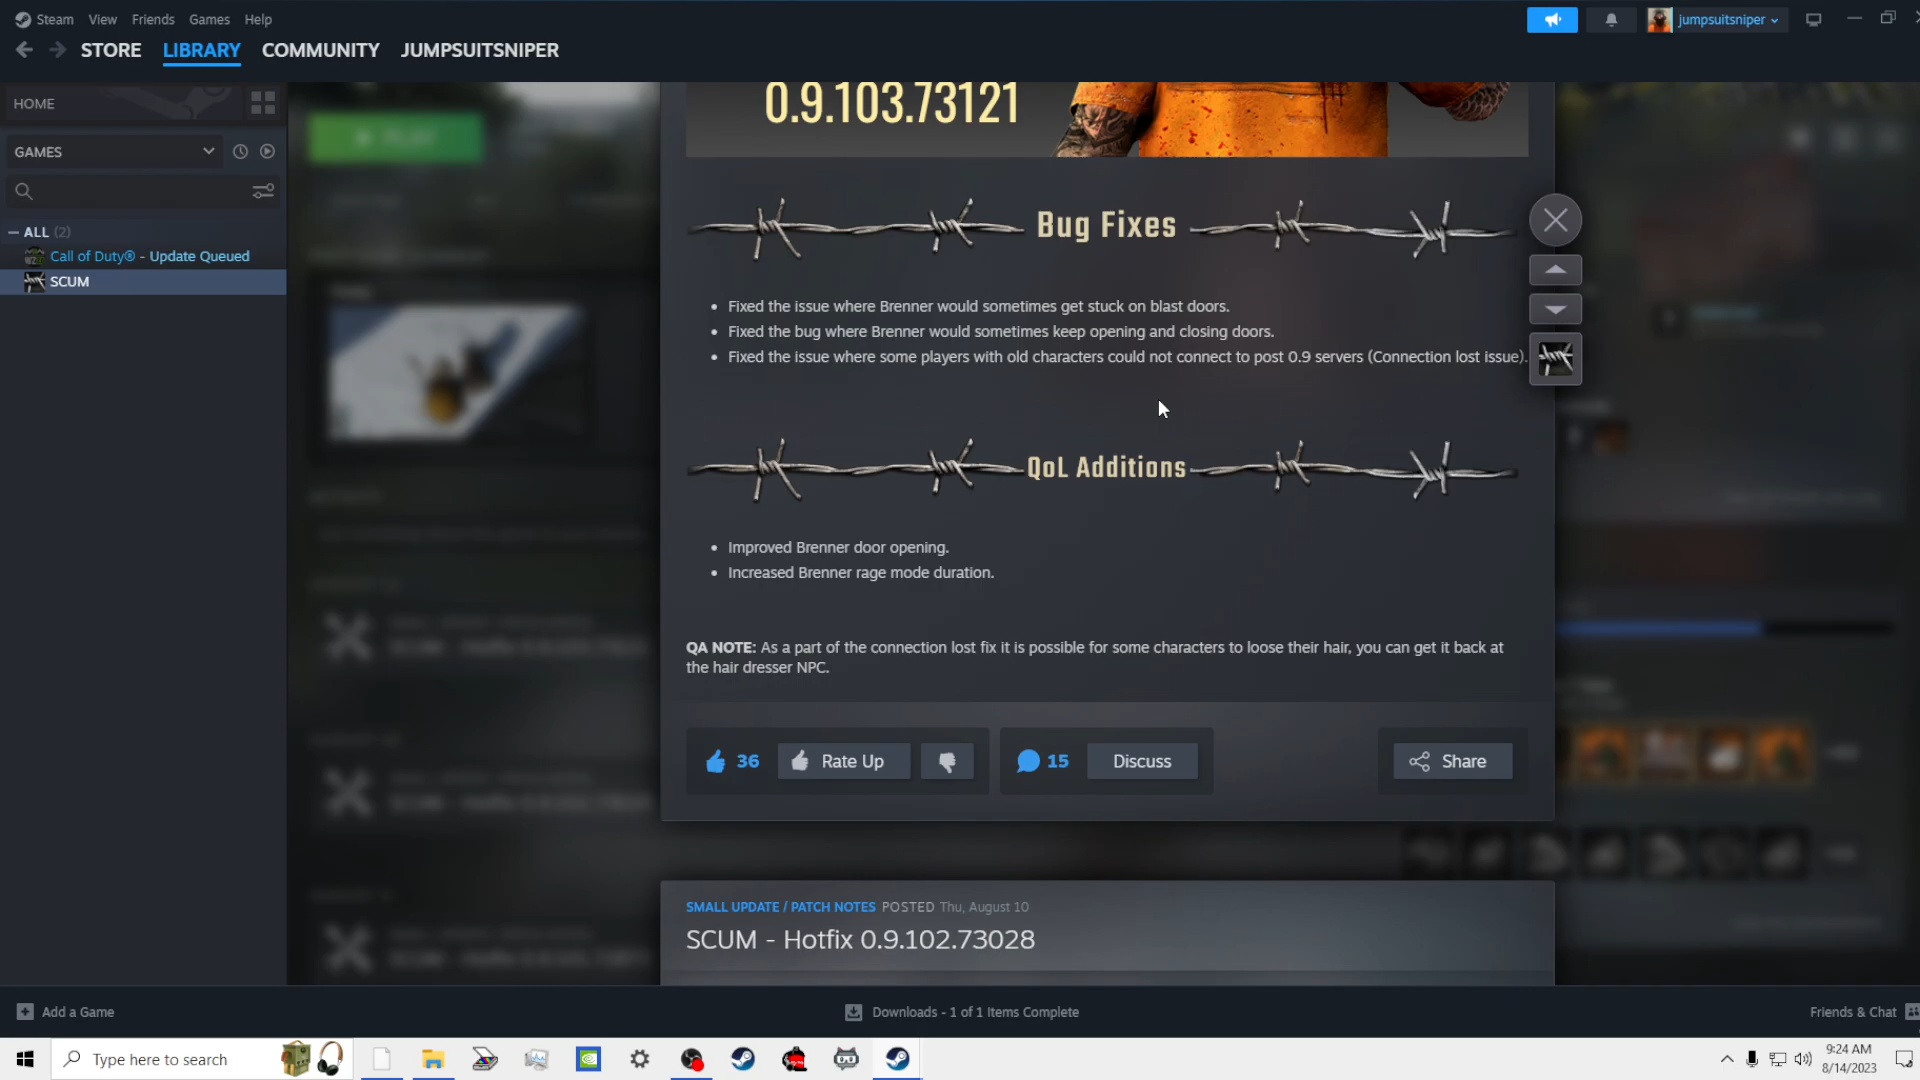 Steam View Friends Games Help
jumpsuitsniper
STORE LIBRARY COMMUNITY JUMPSUITSNIPER
HOME
GAMES
— ALL (2)
Call of Duty® - Update Queued
SCUM
0.9.103.73121
Bug Fixes
• Fixed the issue where Brenner would sometimes get stuck on blast doors.
• Fixed the bug where Brenner would sometimes keep opening and closing doors.
• Fixed the issue where some players with old characters could not connect to post 0.9 servers (Connection lost issue).
QoL Additions
• Improved Brenner door opening.
• Increased Brenner rage mode duration.
QA NOTE: As a part of the connection lost fix it is possible for some characters to loose their hair, you can get it back at
the hair dresser NPC.
36 Rate Up 15 Discuss Share
SMALL UPDATE / PATCH NOTES POSTED Thu, August 10
SCUM - Hotfix 0.9.102.73028
Add a Game Downloads - 1 of 1 Items Complete Friends & Chat
Type here to search
9:24 AM
8/14/2023